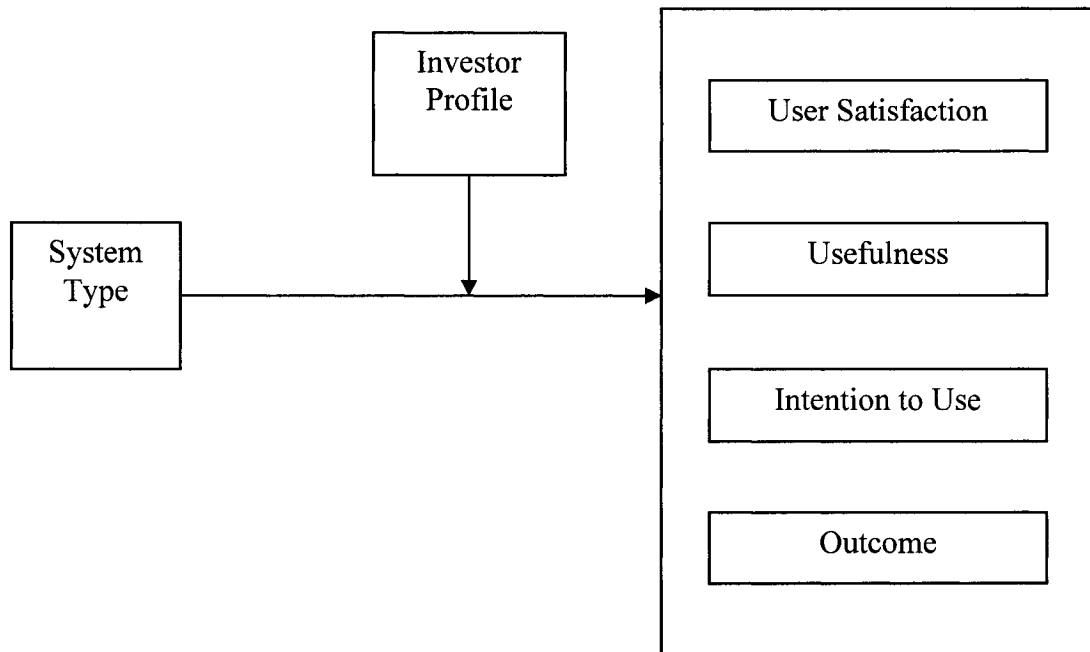 Investor
Profile
User Satisfaction
System
Type
Usefulness
Intention to Use
Outcome